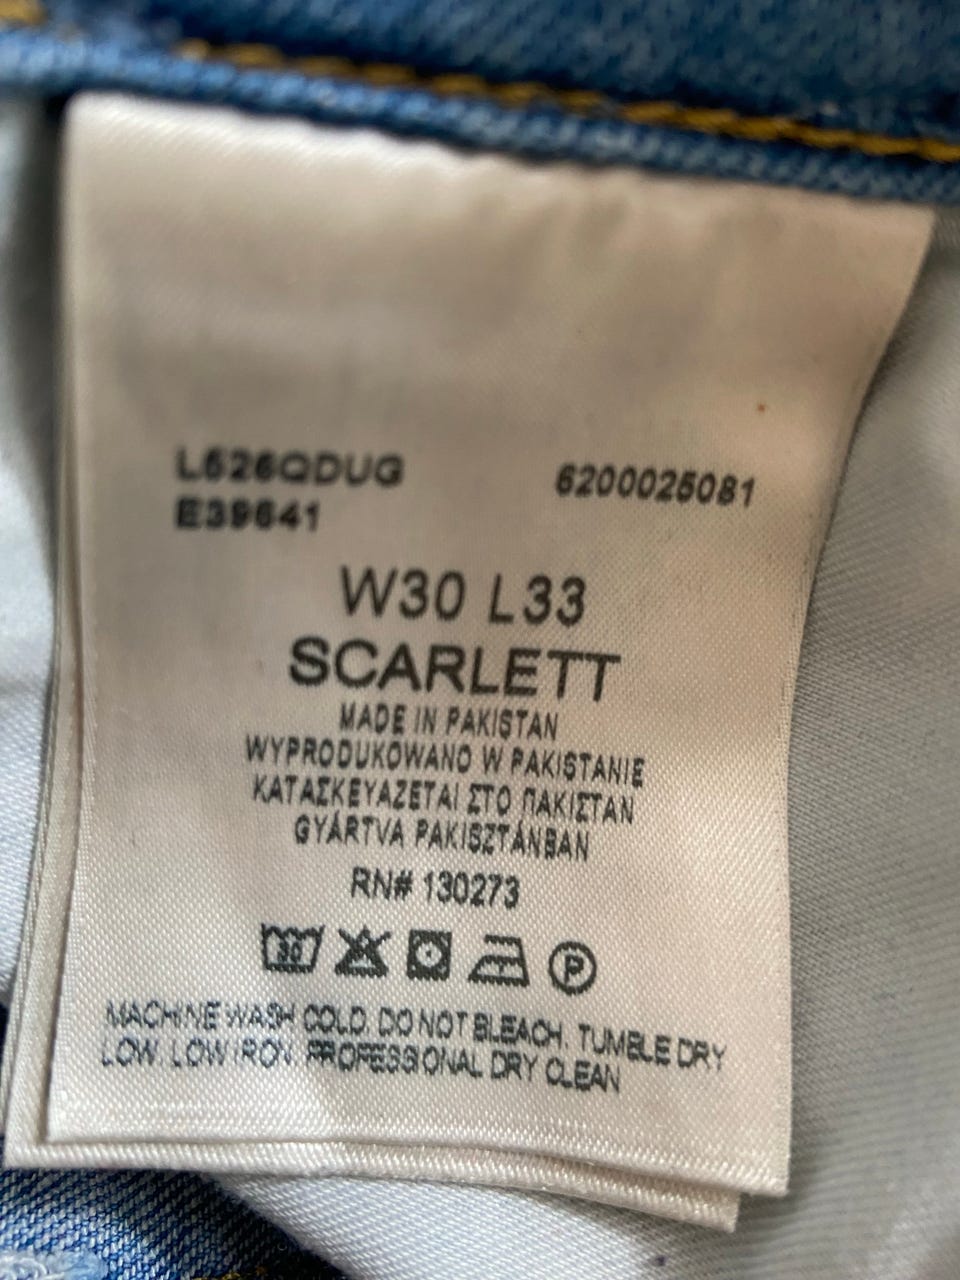 L526QDUG 6200025081
E39641
W30 L33
SCARLETT
MADE IN PAKISTAN
WYPRODUKOWANO W PAKISTANIE
ΚΑΤΑΣΚΕΥΑΖΕΤΑΙ ΣΤΟ ΠΑΚΙΣΤΑΝ
GYÁRTVA PAKISZTÁNBAN
RN# 130273
30 P
MACHINE WASH COLD. DO NOT BLEACH. TUMBLE DRY
LOW. LOW IRON. PROFESSIONAL DRY CLEAN